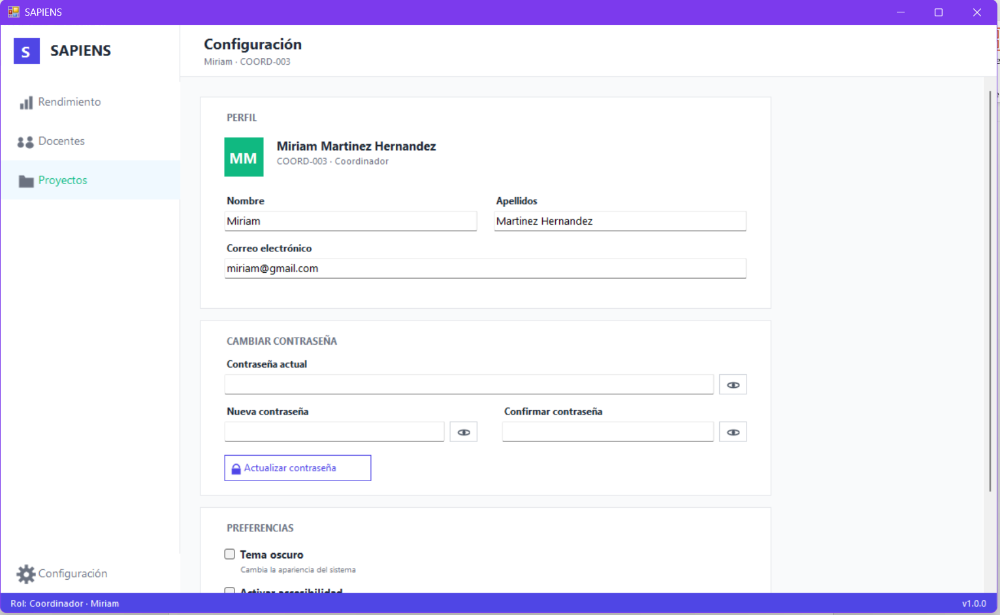 SAPIENS
S SAPIENS
Rendimiento
Docentes
Proyectos
Configuración
Configuración
Miriam · COORD-003
PERFIL
MM
Miriam Martinez Hernandez
COORD-003 · Coordinador
Nombre
Miriam
Apellidos
Martinez Hernandez
Correo electrónico
miriam@gmail.com
CAMBIAR CONTRASEÑA
Contraseña actual
Nueva contraseña
Confirmar contraseña
Actualizar contraseña
PREFERENCIAS
Tema oscuro
Cambia la apariencia del sistema
Activar accesibilidad
Rol: Coordinador · Miriam
v1.0.0